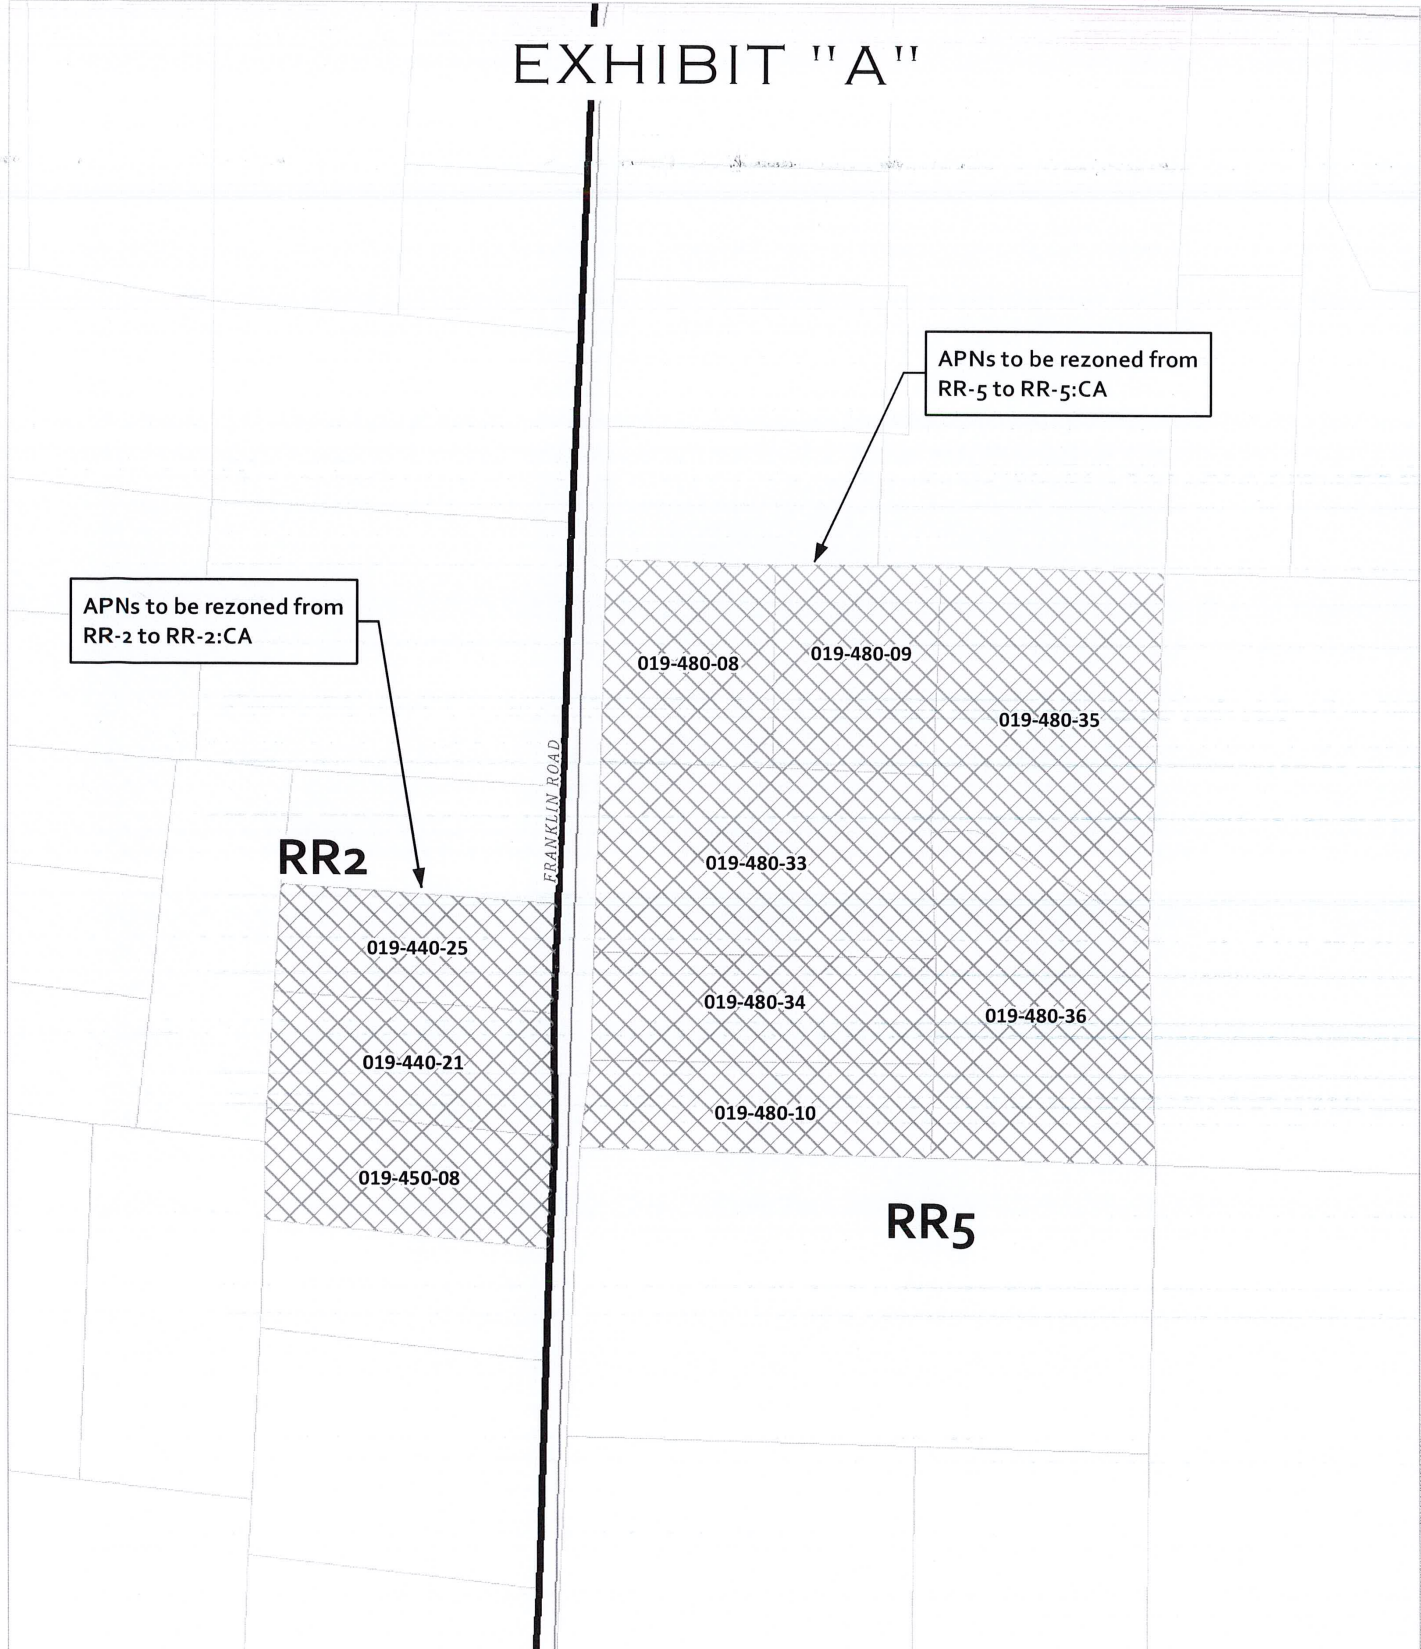 EXHIBIT "A"
APNs to be rezoned from
RR-5 to RR-5:CA
APNs to be rezoned from
RR-2 to RR-2:CA
019-480-08
019-480-09
019-480-35
FRANKLIN ROAD
RR2
019-480-33
019-440-25
019-480-34
019-480-36
019-440-21
019-480-10
019-450-08
RR5